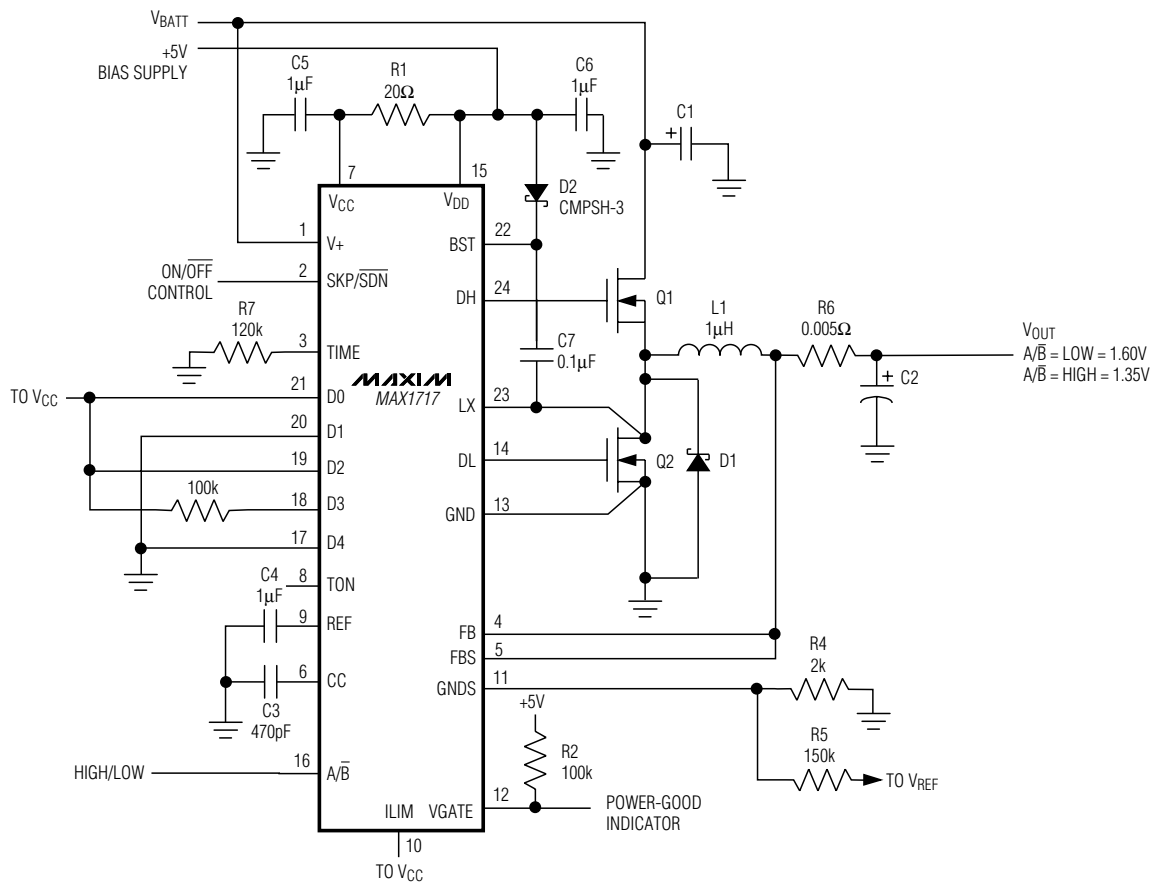 VBATT
+5V
BIAS SUPPLY
C5
1µF
R1
20Ω
C6
1µF
C1
7
15
VCC
VDD
D2
CMPSH-3
1
V+
22
BST
ON/OFF
CONTROL
2
SKP/SDN
24
DH
Q1
L1
1µH
R6
0.005Ω
R7
120k
3
TIME
C7
0.1µF
VOUT
A/B = LOW = 1.60V
A/B = HIGH = 1.35V
C2
MAXIM
MAX1717
TO VCC
21
D0
23
LX
20
D1
14
DL
Q2
D1
19
D2
100k
18
D3
13
GND
17
D4
C4
1µF
8
TON
9
REF
4
FB
5
FBS
R4
2k
6
CC
11
GNDS
C3
470pF
+5V
R2
100k
R5
150k
TO VREF
HIGH/LOW
16
A/B
ILIM
VGATE
12
POWER-GOOD
INDICATOR
10
TO VCC